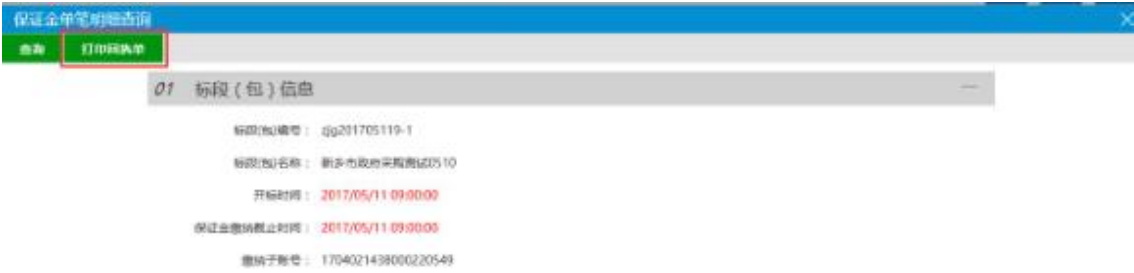 保证金单笔明细查询
查询 打印回执单
01 标段（包）信息
标段(包)编号： cjg201705119-1
标段(包)名称： 新乡市政府采购测试0510
开标时间： 2017/05/11 09:00:00
保证金缴纳截止时间： 2017/05/11 09:00:00
缴纳子账号： 1704021438000220549